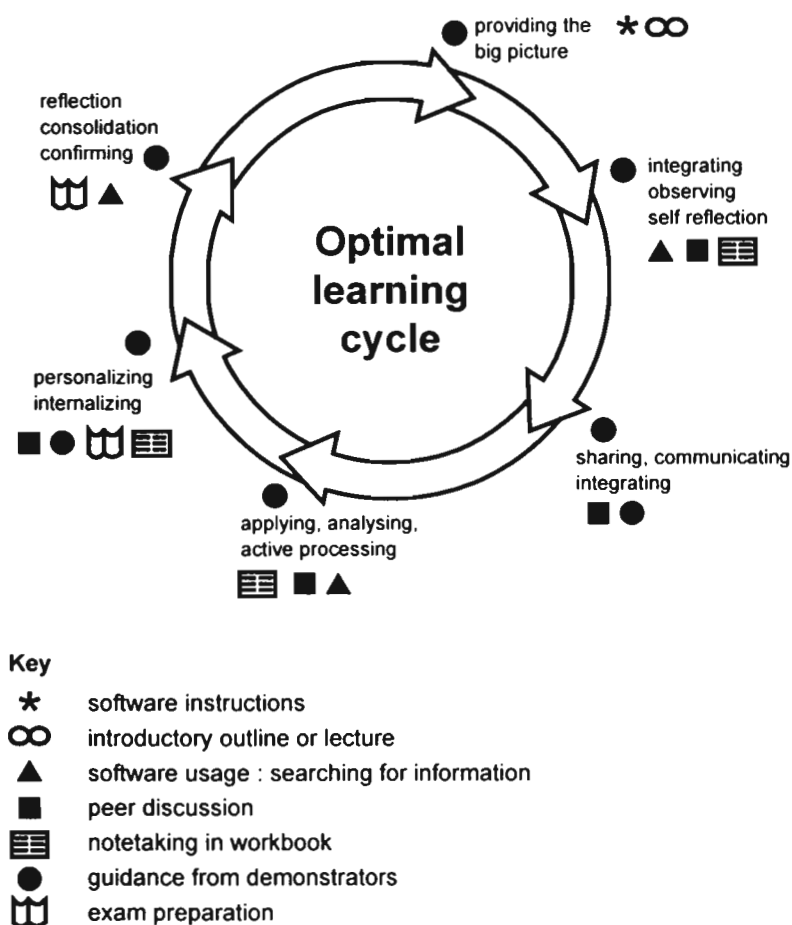 providing the
big picture
reflection
consolidation
confirming
integrating
observing
self reflection
Optimal
learning
cycle
personalizing
internalizing
sharing, communicating
integrating
applying, analysing,
active processing
Key
software instructions
introductory outline or lecture
software usage : searching for information
peer discussion
notetaking in workbook
guidance from demonstrators
exam preparation